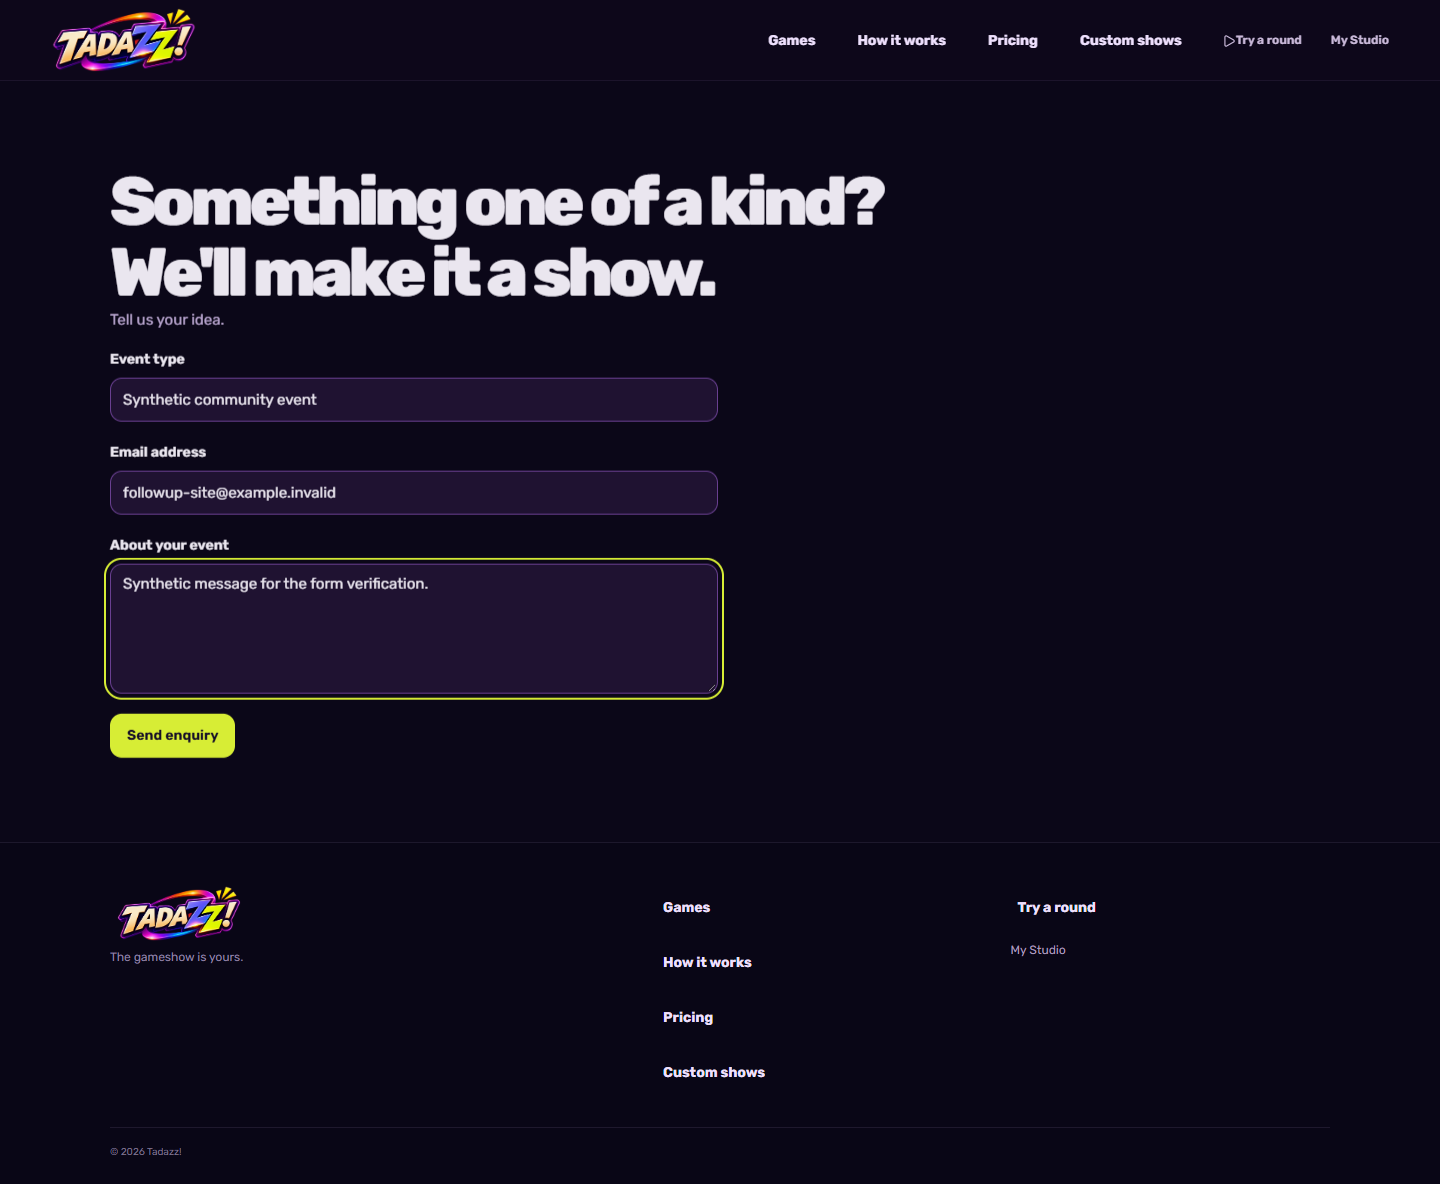 TADAZZ!
Games
How it works
Pricing
Custom shows
Try a round
My Studio
Something one of a kind?
We'll make it a show.
Tell us your idea.
Event type
Synthetic community event
Email address
followup-site@example.invalid
About your event
Synthetic message for the form verification.
Send enquiry
TADAZZ!
The gameshow is yours.
Games
How it works
Pricing
Custom shows
Try a round
My Studio
© 2026 Tadazz!